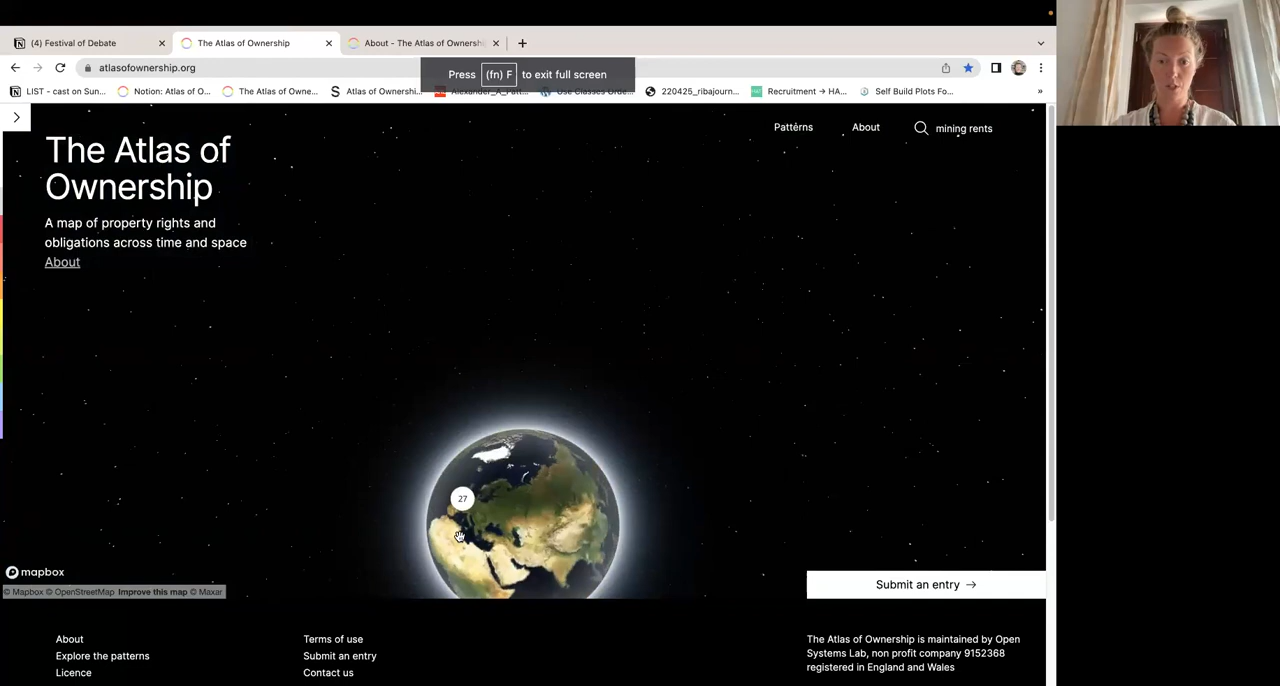 (4) Festival of Debate
The Atlas of Ownership
About - The Atlas of Ownershi
atlasofownership.org
Press (fn) F to exit full screen
LIST - cast on Sun...
Notion: Atlas of O...
The Atlas of Owne...
Atlas of Ownershi...
Alexander_A_Patt...
Use Classes Orde...
220425_ribajourn...
Recruitment → HA...
Self Build Plots Fo...
»
The Atlas of
Ownership
A map of property rights and
obligations across time and space
About
Patterns
About
mining rents
27
mapbox
© Mapbox © OpenStreetMap Improve this map © Maxar
Submit an entry →
About
Explore the patterns
Licence
Terms of use
Submit an entry
Contact us
The Atlas of Ownership is maintained by Open
Systems Lab, non profit company 9152368
registered in England and Wales